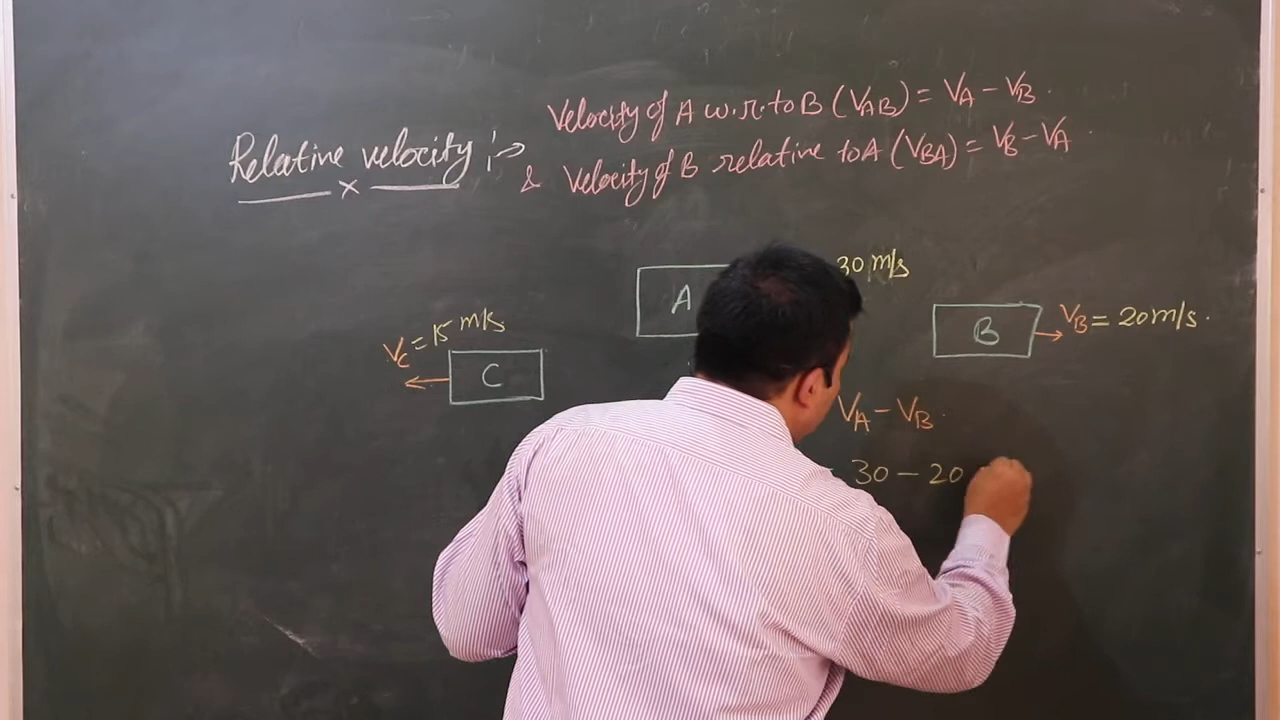 Velocity of A w.r.to B (VAB) = VA - VB.
Relative velocity :→
& Velocity of B relative to A (VBA) = VB - VA
30 m/s
A
VC = 15 m/s
C
B
VB = 20 m/s.
VA - VB.
30 - 20